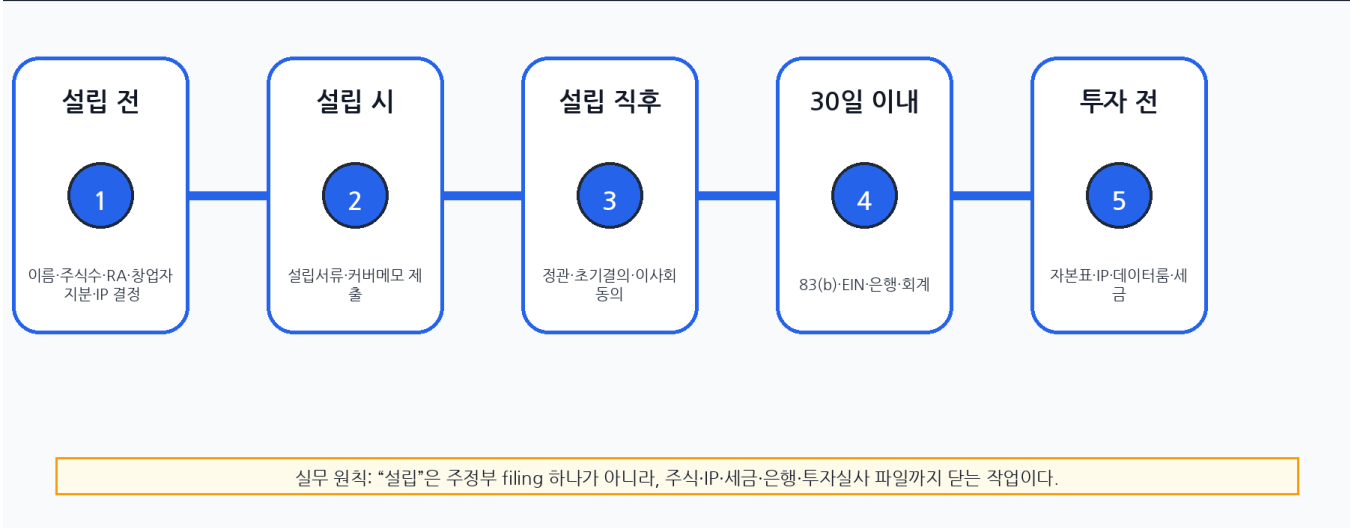 설립 전
설립 시
설립 직후
30일 이내
투자 전
1
2
3
4
5
이름·주식수·RA·창업자
지분·IP 결정
설립서류·커버메모 제
출
정관·초기결의·이사회
동의
83(b)·EIN·은행·회계
자본표·IP·데이터룸·세
금
실무 원칙: “설립”은 주정부 filing 하나가 아니라, 주식·IP·세금·은행·투자실사 파일까지 닫는 작업이다.